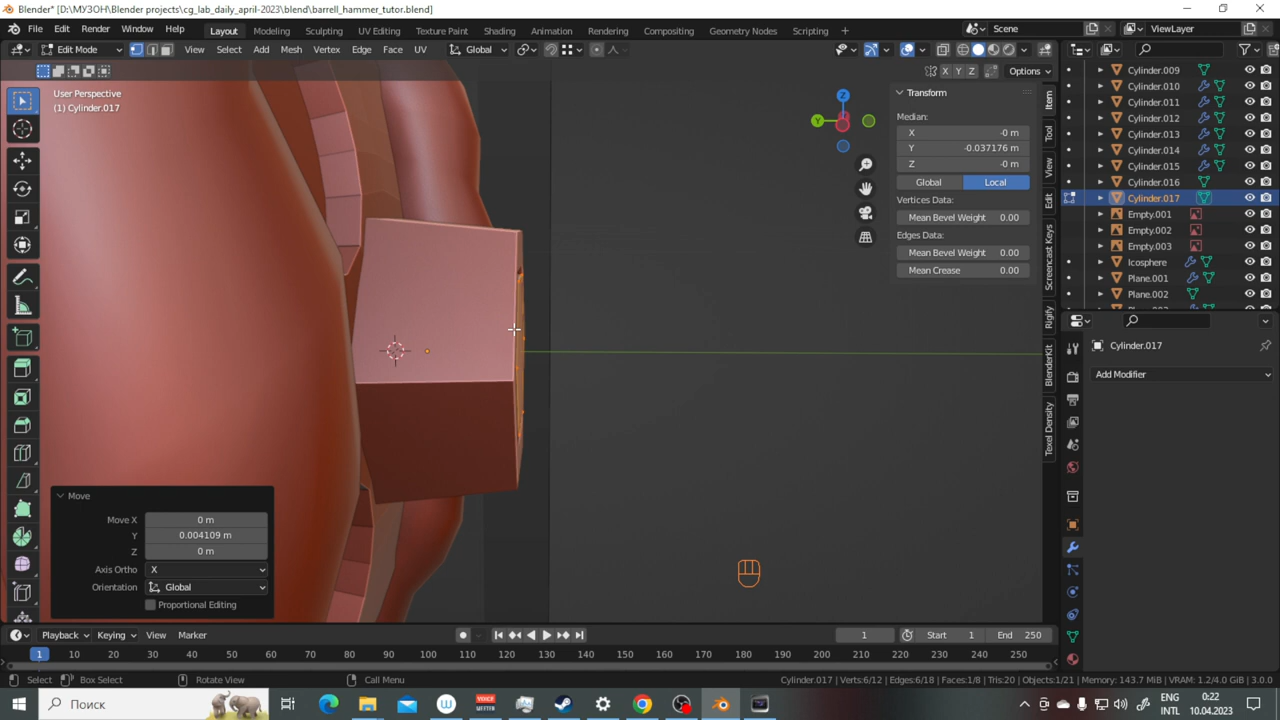 Blender* [D:\МУЗОН\Blender projects\cg_lab_daily_april-2023\blend\barrell_hammer_tutor.blend]
File Edit Render Window Help Layout Modeling Sculpting UV Editing Texture Paint Shading Animation Rendering Compositing Geometry Nodes Scripting Scene ViewLayer
Edit Mode View Select Add Mesh Vertex Edge Face UV Global
X Y Z Options
User Perspective
(1) Cylinder.017
Z
Y
Transform
Median:
X -0 m
Y -0.037176 m
Z -0 m
Global Local
Vertices Data:
Mean Bevel Weight 0.00
Edges Data:
Mean Bevel Weight 0.00
Mean Crease 0.00
Item
Tool
View
Edit
Screencast Keys
Rigify
BlenderKit
Texel Density
Cylinder.009
Cylinder.010
Cylinder.011
Cylinder.012
Cylinder.013
Cylinder.014
Cylinder.015
Cylinder.016
Cylinder.017
Empty.001
Empty.002
Empty.003
Icosphere
Plane.001
Plane.002
Cylinder.017
Add Modifier
Move
Move X 0 m
Y 0.004109 m
Z 0 m
Axis Ortho X
Orientation Global
Proportional Editing
Playback Keying View Marker 1 Start 1 End 250
1 10 20 30 40 50 60 70 80 90 100 110 120 130 140 150 160 170 180 190 200 210 220 230 240 250
Select Box Select Rotate View Call Menu Cylinder.017 | Verts:6/12 | Edges:6/18 | Faces:1/8 | Tris:20 | Objects:1/21 | Memory: 143.7 MiB | VRAM: 1.2/4.0 GiB | 3.0.0
Поиск
ENG
INTL
0:22
10.04.2023